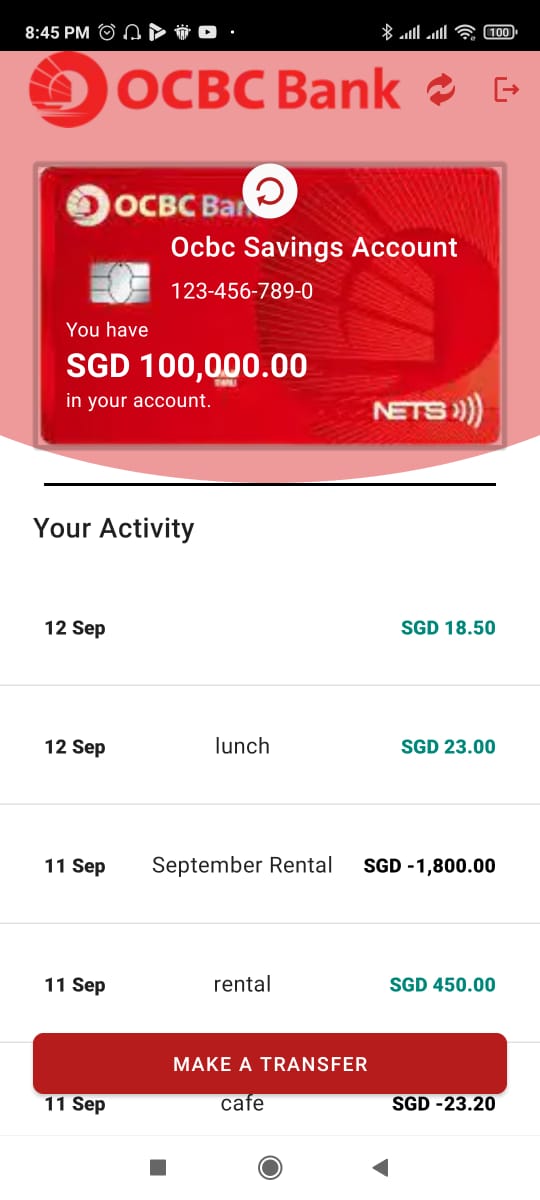 8:45 PM
100
OCBC Bank
OCBC Ban
Ocbc Savings Account
123-456-789-0
You have
SGD 100,000.00
in your account.
NETS
Your Activity
12 Sep SGD 18.50
12 Sep lunch SGD 23.00
11 Sep September Rental SGD -1,800.00
11 Sep rental SGD 450.00
MAKE A TRANSFER
11 Sep cafe SGD -23.20